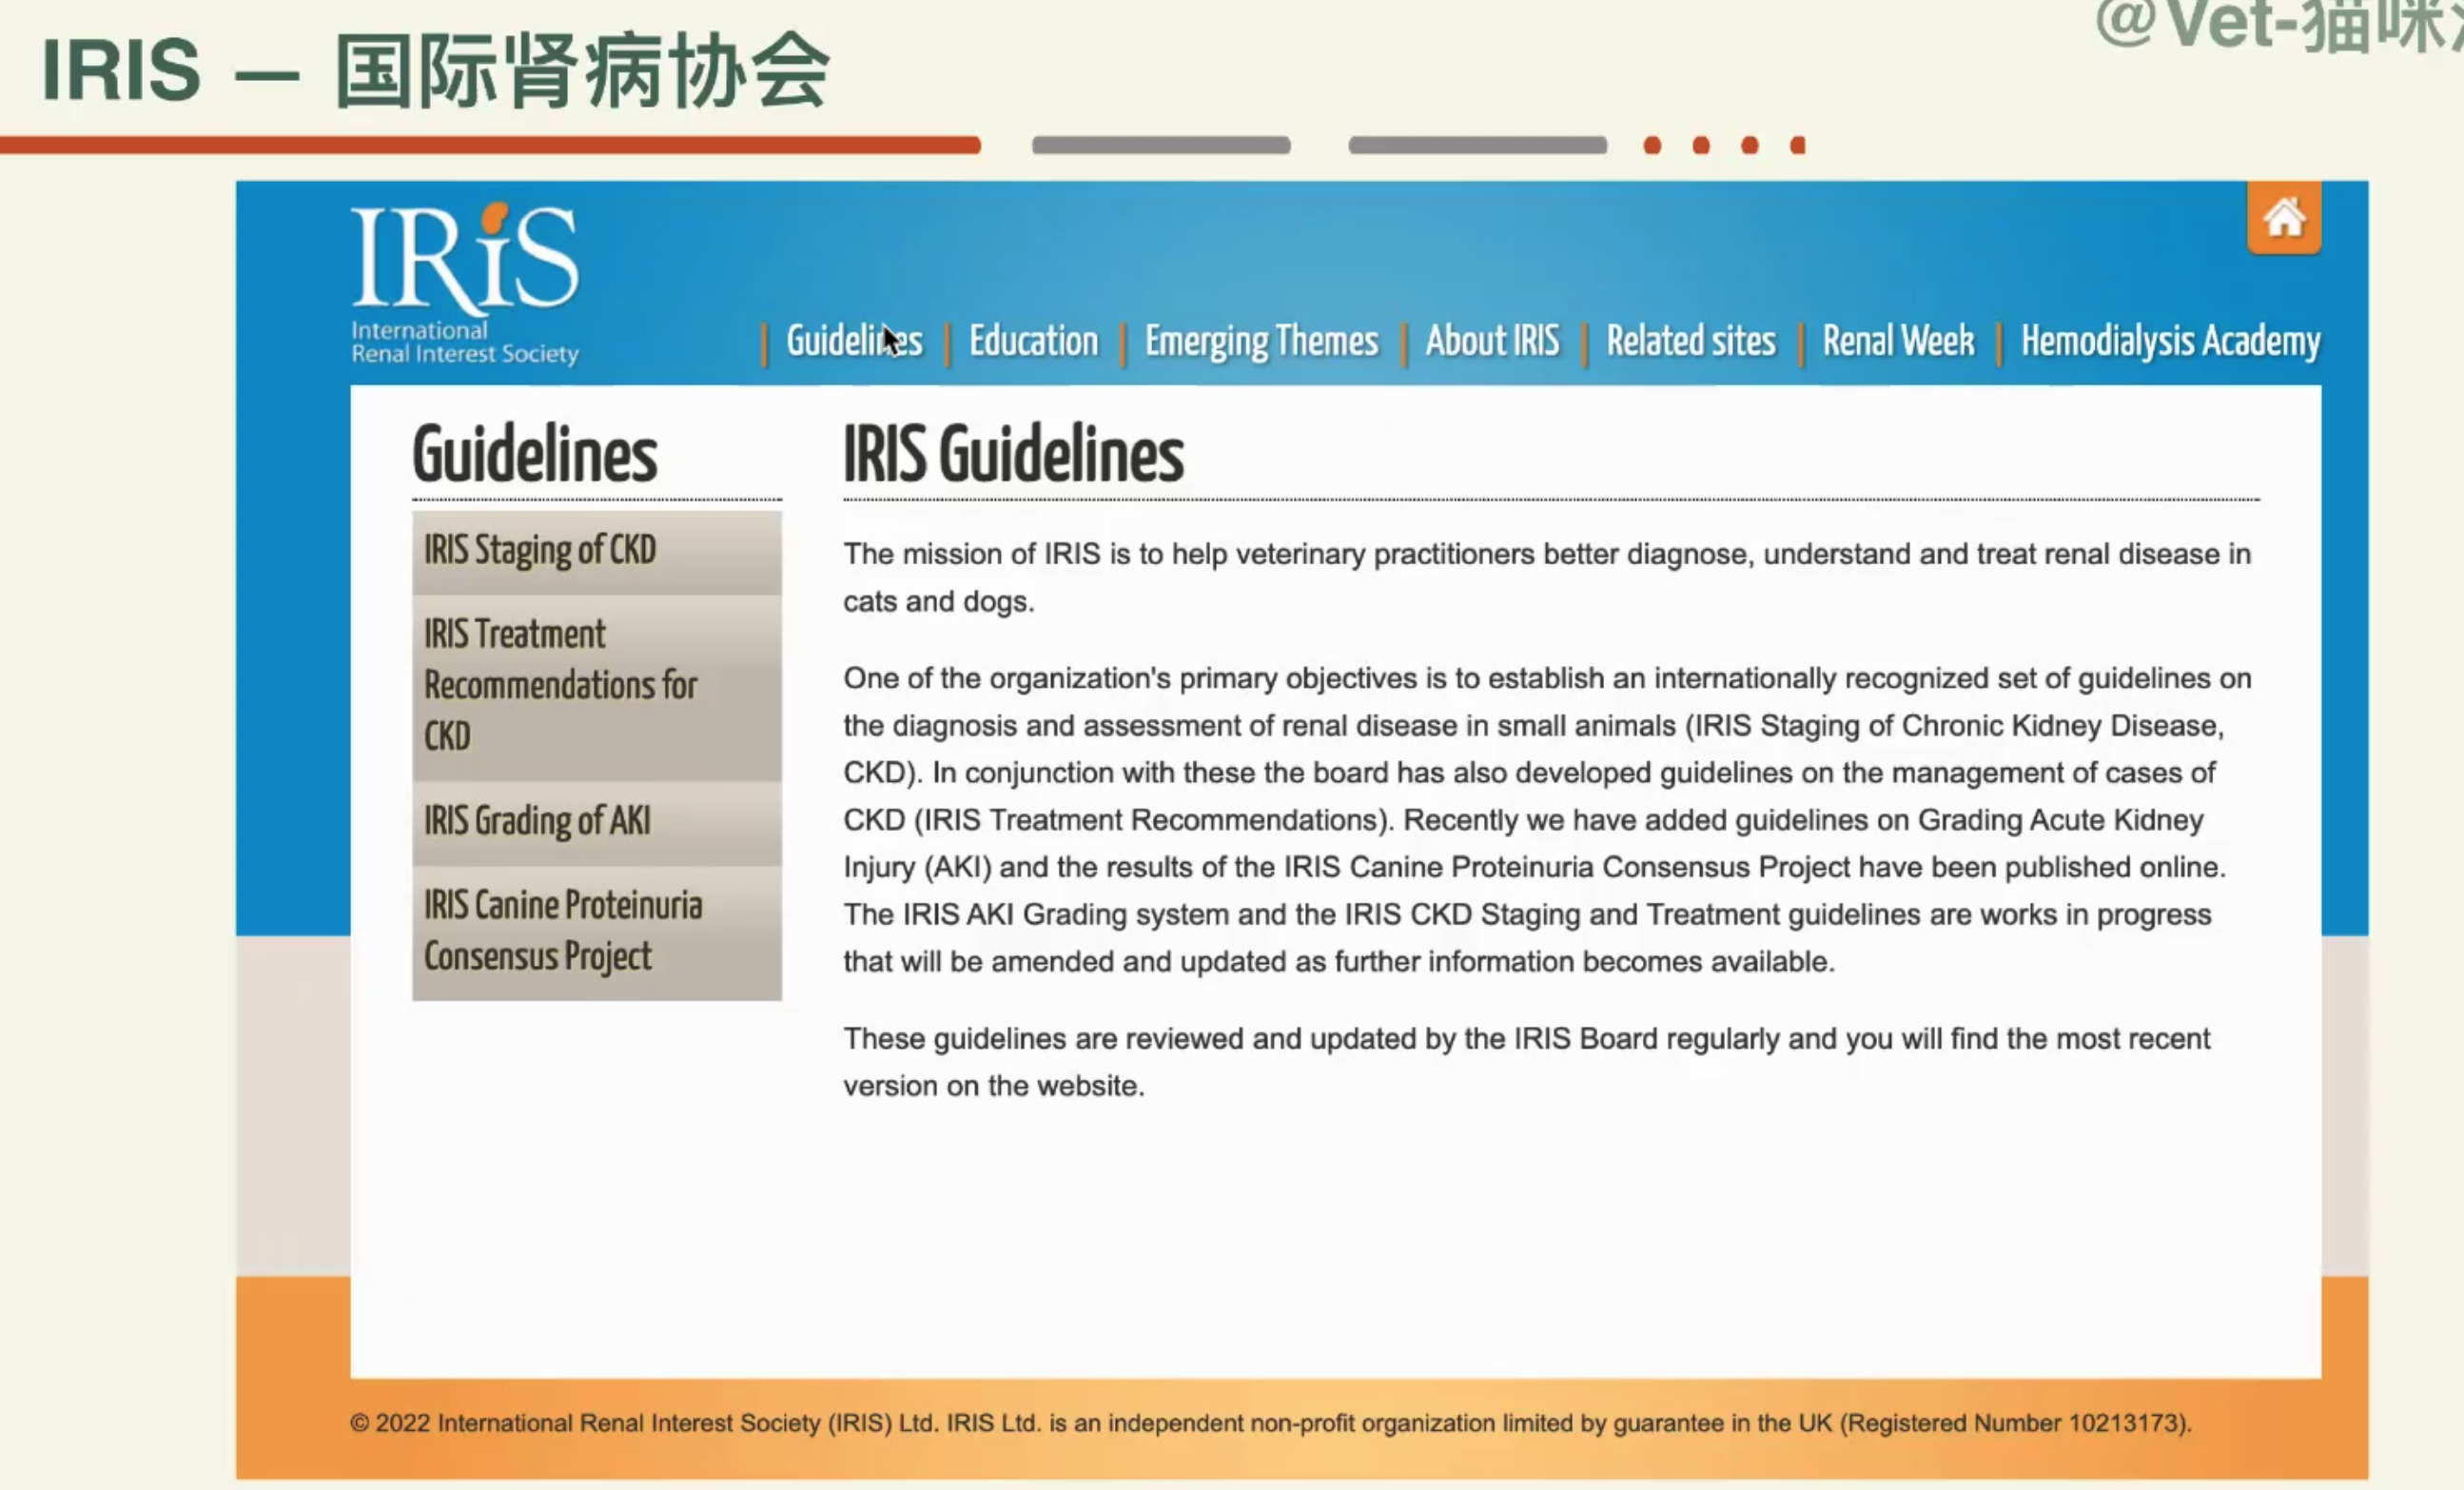 IRIS — 国际肾病协会
@Vet-猫咪
IRIS
International
Renal Interest Society
Guidelines | Education | Emerging Themes | About IRIS | Related sites | Renal Week | Hemodialysis Academy
Guidelines
IRIS Staging of CKD
IRIS Treatment
Recommendations for
CKD
IRIS Grading of AKI
IRIS Canine Proteinuria
Consensus Project
IRIS Guidelines
The mission of IRIS is to help veterinary practitioners better diagnose, understand and treat renal disease in
cats and dogs.
One of the organization's primary objectives is to establish an internationally recognized set of guidelines on
the diagnosis and assessment of renal disease in small animals (IRIS Staging of Chronic Kidney Disease,
CKD). In conjunction with these the board has also developed guidelines on the management of cases of
CKD (IRIS Treatment Recommendations). Recently we have added guidelines on Grading Acute Kidney
Injury (AKI) and the results of the IRIS Canine Proteinuria Consensus Project have been published online.
The IRIS AKI Grading system and the IRIS CKD Staging and Treatment guidelines are works in progress
that will be amended and updated as further information becomes available.
These guidelines are reviewed and updated by the IRIS Board regularly and you will find the most recent
version on the website.
© 2022 International Renal Interest Society (IRIS) Ltd. IRIS Ltd. is an independent non-profit organization limited by guarantee in the UK (Registered Number 10213173).